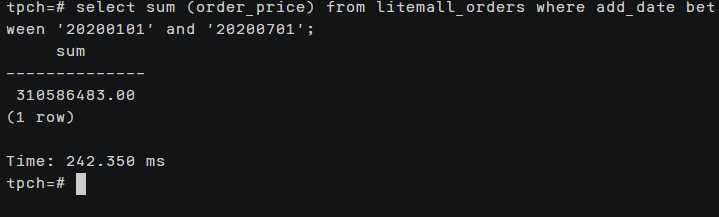 tpch=# select sum (order_price) from litemall_orders where add_date bet
ween '20200101' and '20200701';
     sum
--------------
 310586483.00
(1 row)

Time: 242.350 ms
tpch=#